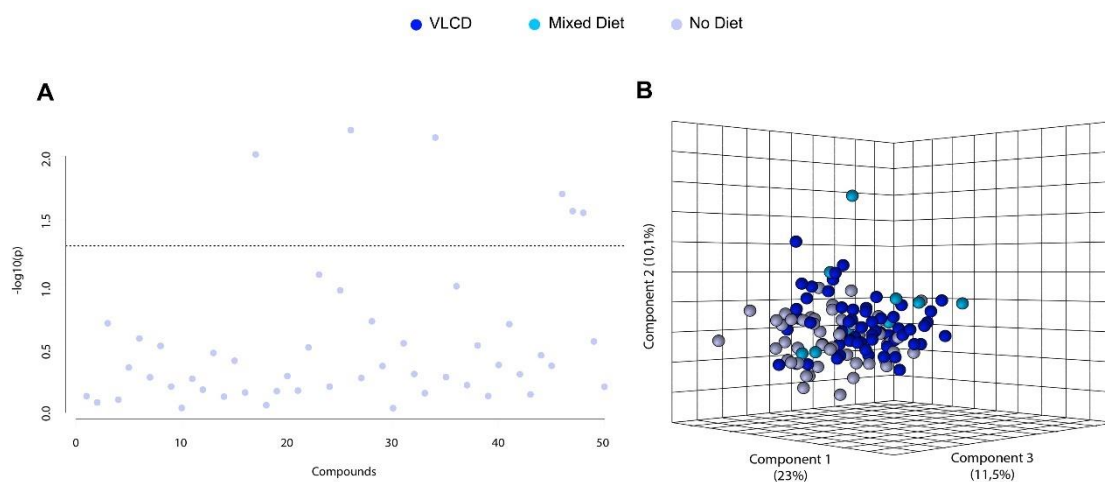 VLCD Mixed Diet No Diet
A
B
2.0
1.5
1.0
0.5
0.0
-log10(p)
0 10 20 30 40 50
Compounds
Component 2 (10,1%)
Component 1
(23%)
Component 3
(11,5%)